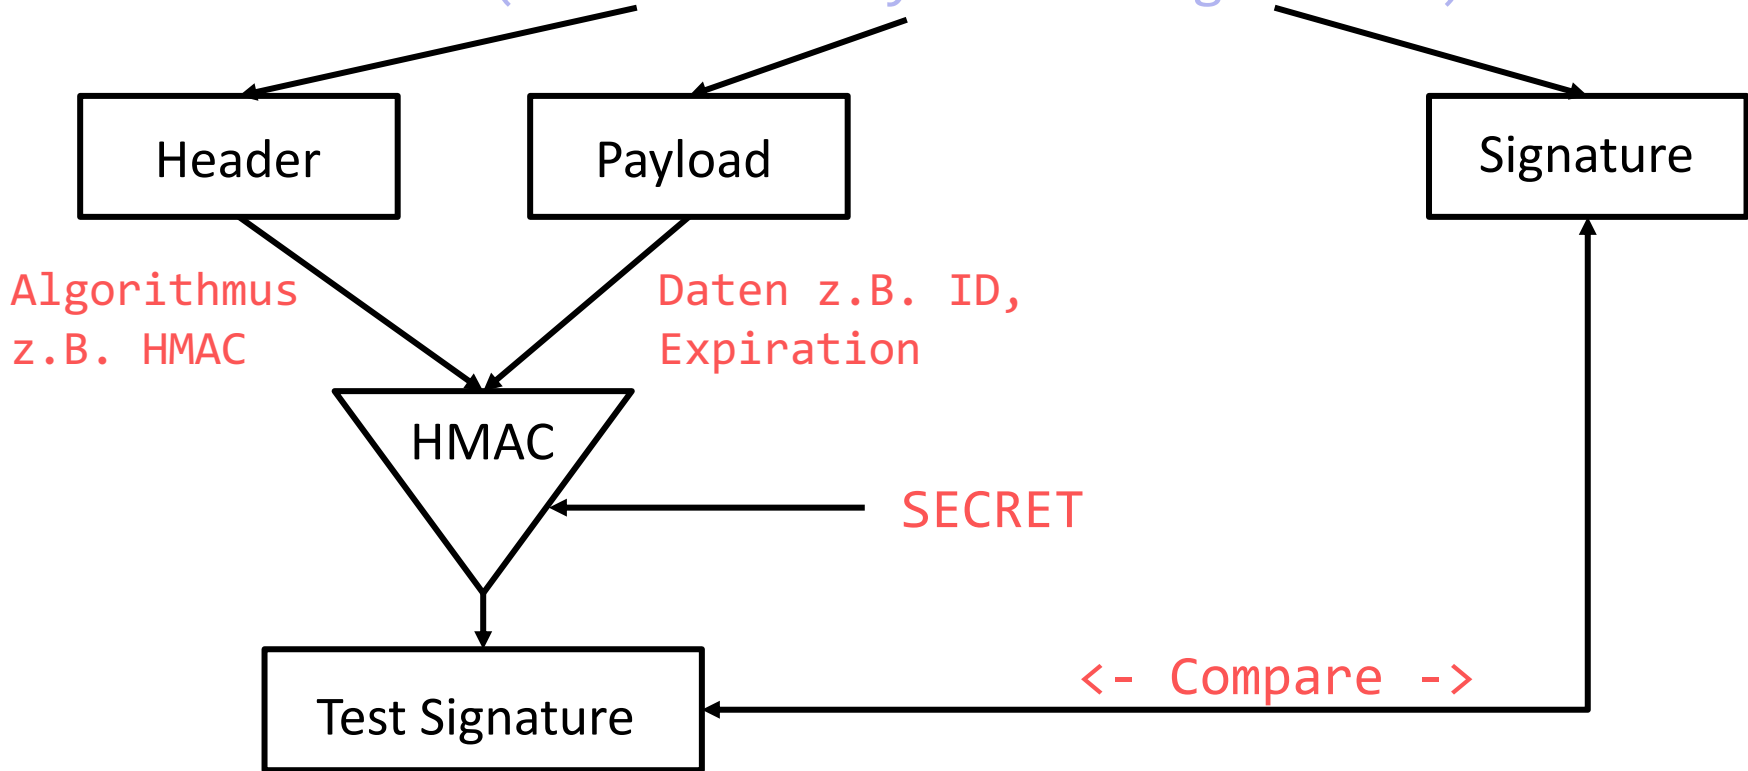 Header
Payload
Signature
Algorithmus
z.B. HMAC
Daten z.B. ID,
Expiration
HMAC
SECRET
<- Compare ->
Test Signature